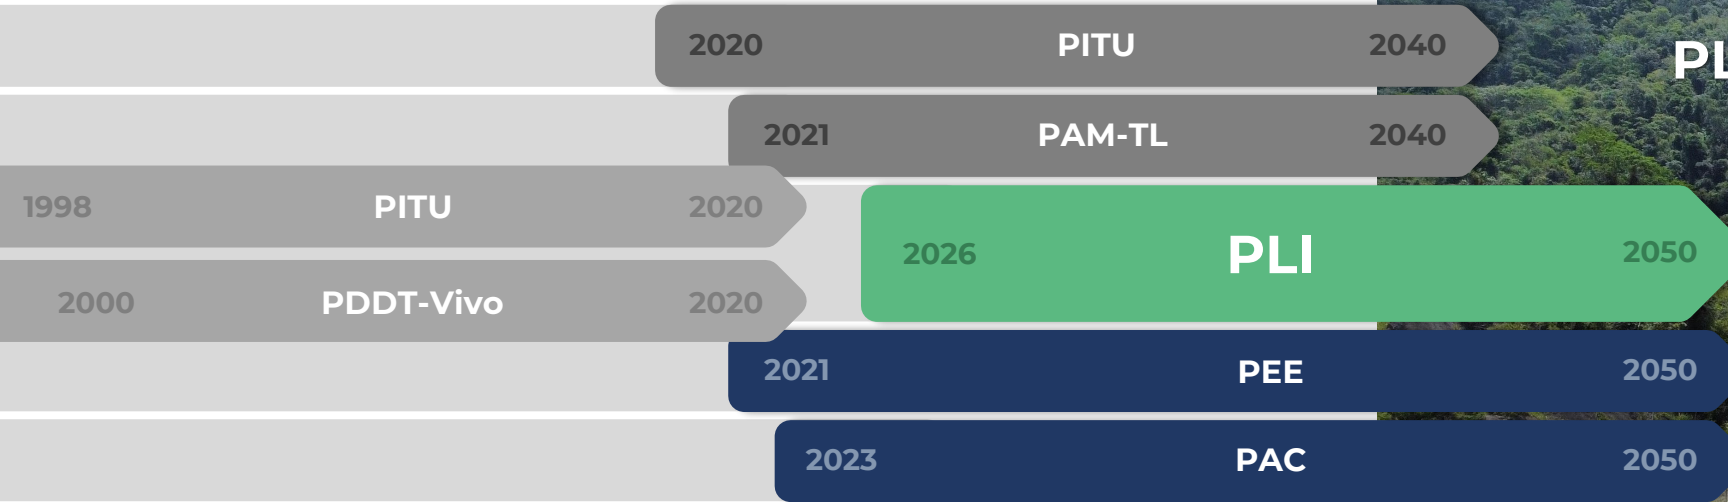 2020 PITU 2040
PL
2021 PAM-TL 2040
1998 PITU 2020
2026 PLI 2050
2000 PDDT-Vivo 2020
2021 PEE 2050
2023 PAC 2050